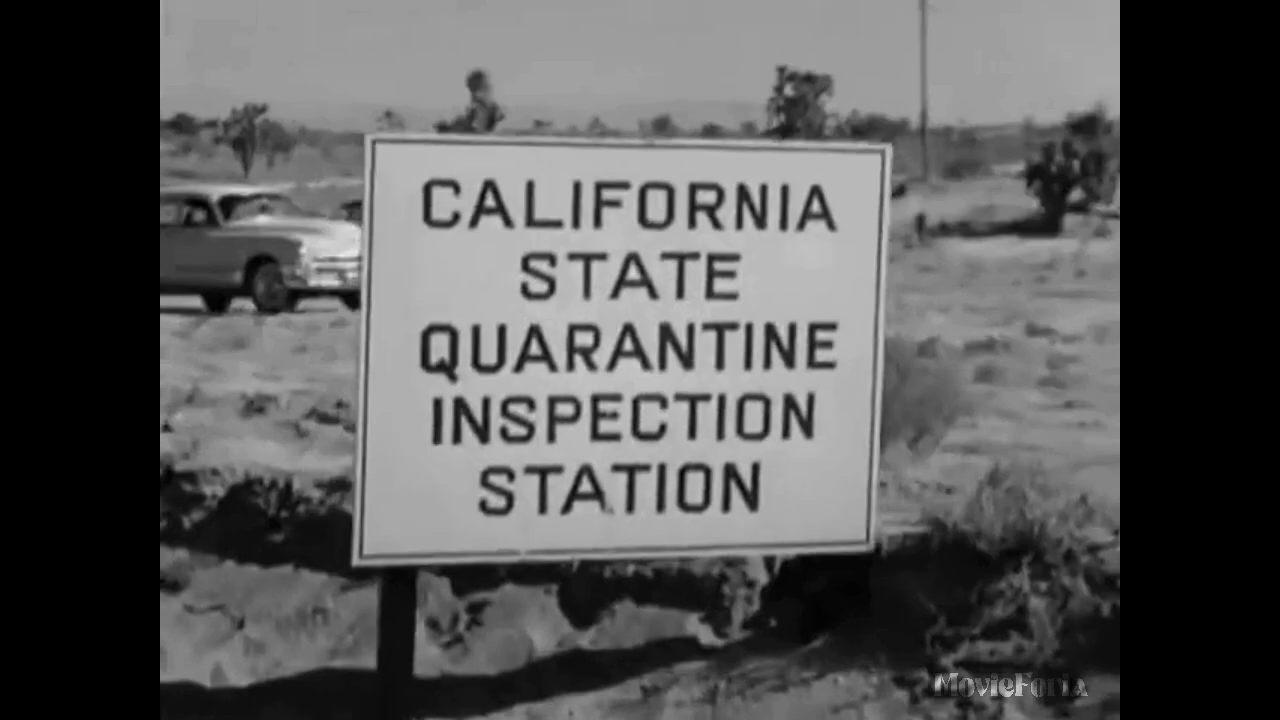 CALIFORNIA
STATE
QUARANTINE
INSPECTION
STATION
MovieForia